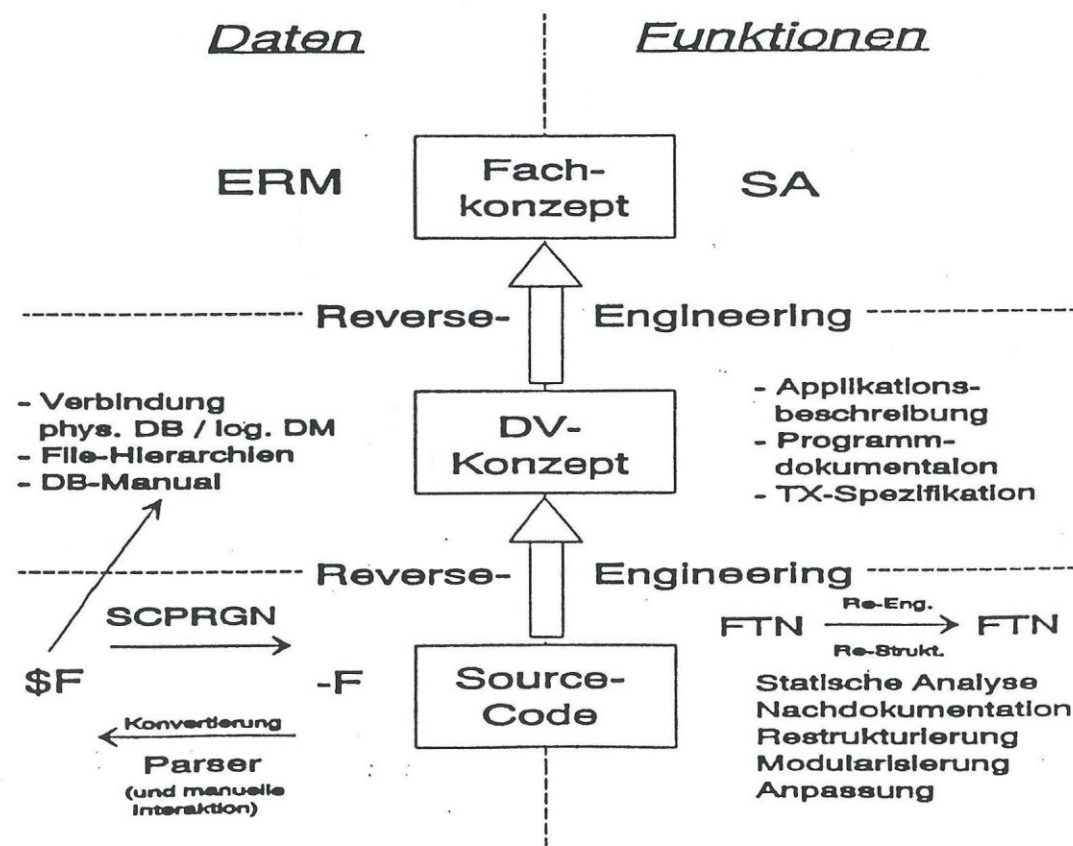 Daten
Funktionen
ERM
Fach-
konzept
SA
Reverse-
Engineering
- Verbindung
phys. DB / log. DM
- File-Hierarchien
- DB-Manual
DV-
Konzept
- Applikations-
beschreibung
- Programm-
dokumentaion
- TX-Spezifikation
Reverse-
Engineering
SCPRGN
$F
-F
Konvertierung
Parser
(und manuelle
Interaktion)
Source-
Code
FTN
Re-Eng.
Re-Strukt.
FTN
Statische Analyse
Nachdokumentation
Restrukturierung
Modularisierung
Anpassung